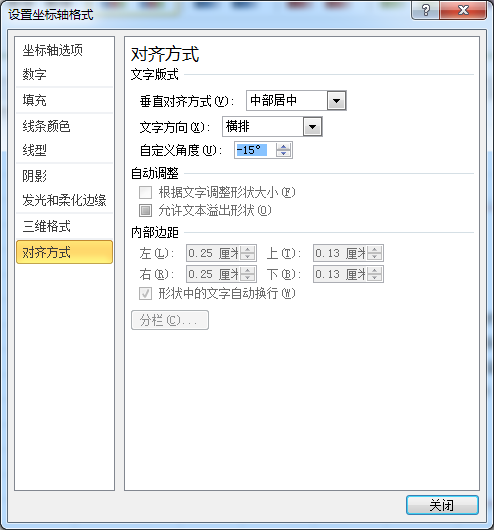 设置坐标轴格式
坐标轴选项
数字
填充
线条颜色
线型
阴影
发光和柔化边缘
三维格式
对齐方式
对齐方式
文字版式
垂直对齐方式(V): 中部居中
文字方向(X): 横排
自定义角度(U): -15°
自动调整
根据文字调整形状大小(F)
允许文本溢出形状(O)
内部边距
左(L): 0.25 厘米 上(T): 0.13 厘米
右(R): 0.25 厘米 下(B): 0.13 厘米
形状中的文字自动换行(W)
分栏(C)...
关闭